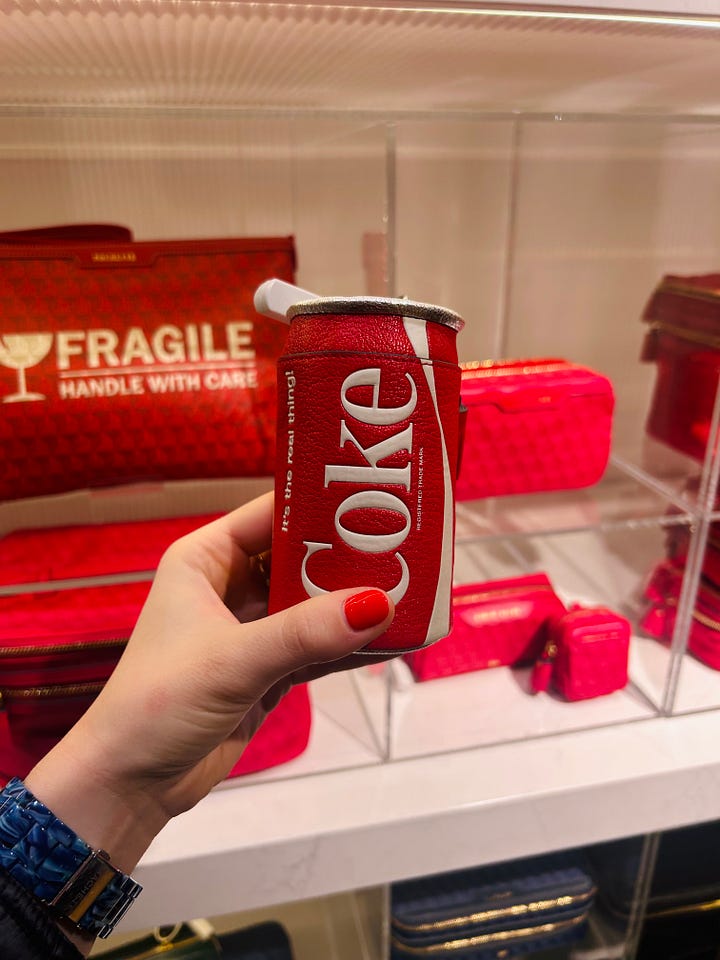 FRAGILE
HANDLE WITH CARE
It's the real thing!
Coke
REGISTERED TRADE MARK